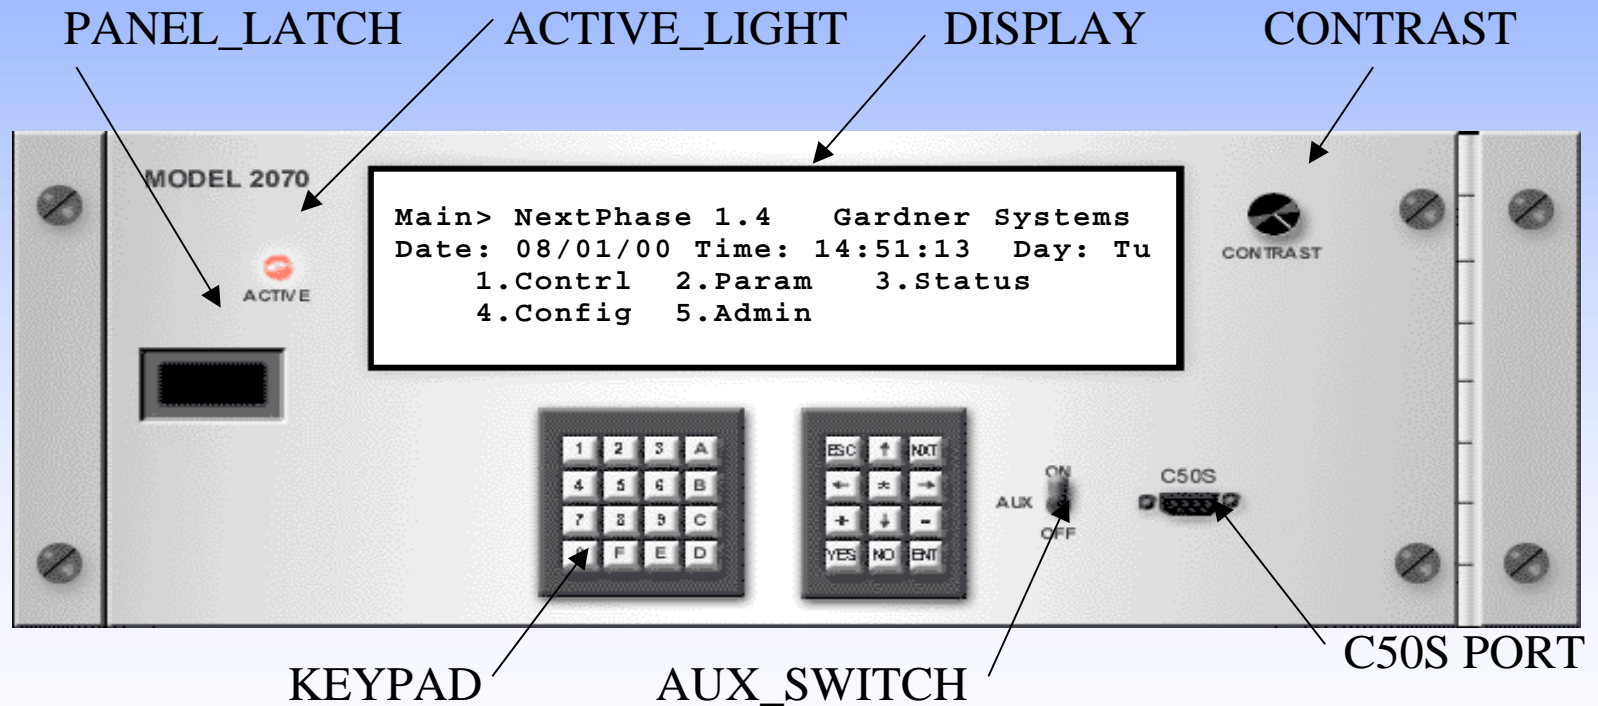 PANEL_LATCH ACTIVE_LIGHT DISPLAY CONTRAST
MODEL 2070
Main> NextPhase 1.4 Gardner Systems
Date: 08/01/00 Time: 14:51:13 Day: Tu
1.Contrl 2.Param 3.Status
4.Config 5.Admin
ACTIVE
CONTRAST
1 2 3 A
4 5 6 B
7 8 9 C
F E D
ESC ↑ NXT
← * →
+ ↓ -
YES NO ENT
ON
AUX
OFF
C50S
KEYPAD AUX_SWITCH C50S PORT